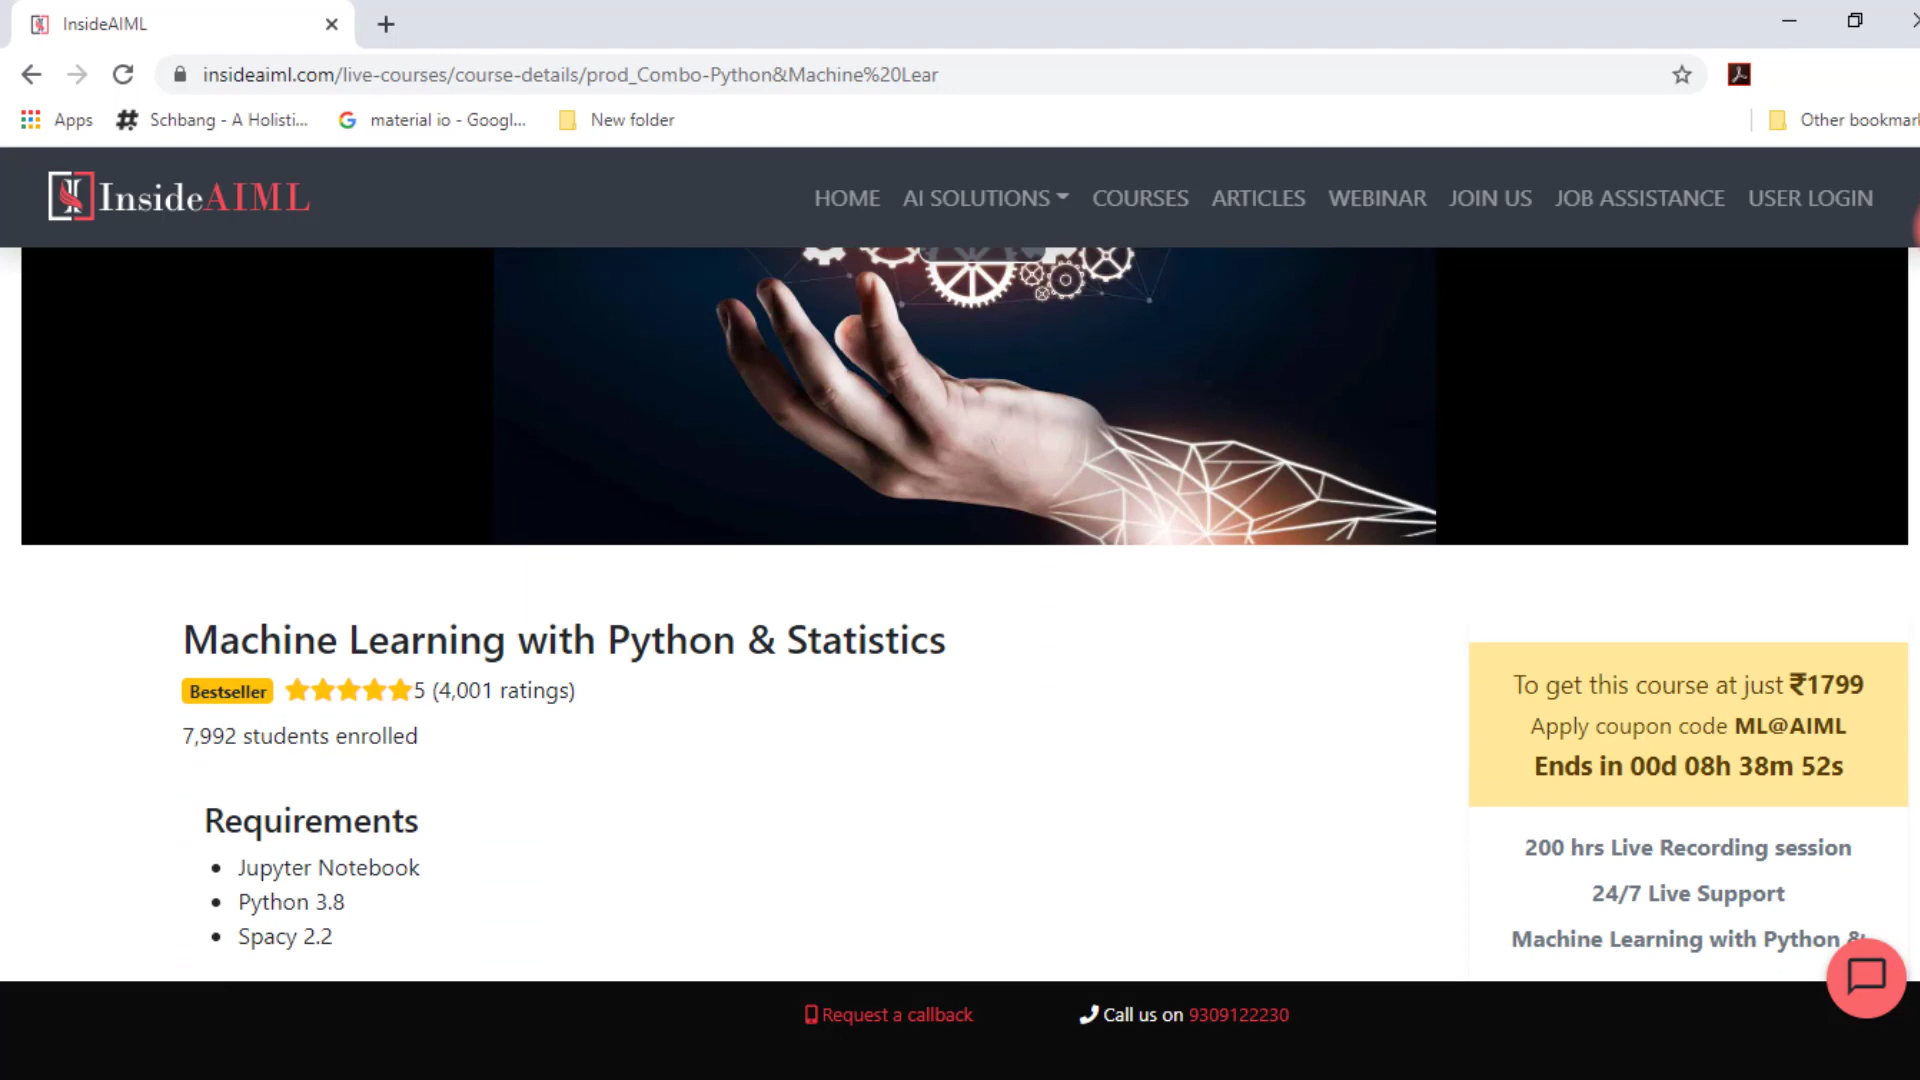 InsideAIML
insideaiml.com/live-courses/course-details/prod_Combo-Python&Machine%20Lear
Apps
Schbang - A Holisti...
material io - Googl...
New folder
Other bookmark
InsideAIML
HOME
AI SOLUTIONS
COURSES
ARTICLES
WEBINAR
JOIN US
JOB ASSISTANCE
USER LOGIN
Machine Learning with Python & Statistics
Bestseller 5 (4,001 ratings)
7,992 students enrolled
Requirements
Jupyter Notebook
Python 3.8
Spacy 2.2
To get this course at just ₹1799
Apply coupon code ML@AIML
Ends in 00d 08h 38m 52s
200 hrs Live Recording session
24/7 Live Support
Machine Learning with Python &
Request a callback
Call us on 9309122230